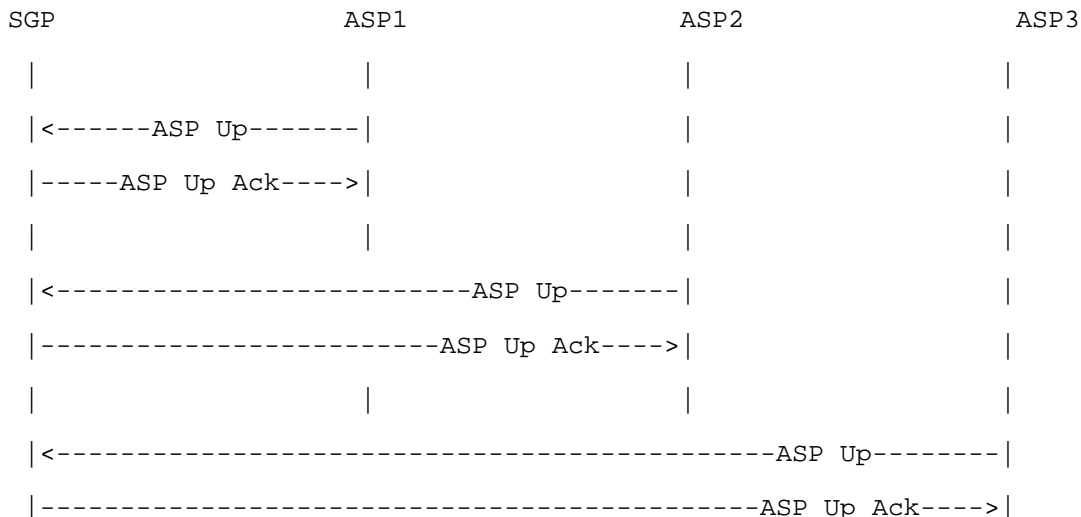 SGP                 ASP1                 ASP2                 ASP3
 |                    |                   |                   |
 |<------ASP Up-------|                   |                   |
 |-----ASP Up Ack---->|                   |                   |
 |                    |                   |                   |
 |<--------------------------ASP Up-------|                   |
 |-------------------------ASP Up Ack---->|                   |
 |                    |                   |                   |
 |<---------------------------------------------ASP Up--------|
 |---------------------------------------------ASP Up Ack---->|